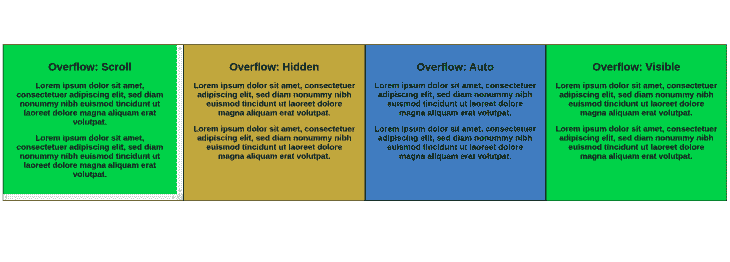 Overflow: Scroll
Lorem ipsum dolor sit amet,
consectetuer adipiscing elit, sed diam
nonummy nibh euismod tincidunt ut
laoreet dolore magna aliquam erat
volutpat.
Lorem ipsum dolor sit amet,
consectetuer adipiscing elit, sed diam
nonummy nibh euismod tincidunt ut
laoreet dolore magna aliquam erat
volutpat.
Overflow: Hidden
Lorem ipsum dolor sit amet, consectetuer
adipiscing elit, sed diam nonummy nibh
euismod tincidunt ut laoreet dolore
magna aliquam erat volutpat.
Lorem ipsum dolor sit amet, consectetuer
adipiscing elit, sed diam nonummy nibh
euismod tincidunt ut laoreet dolore
magna aliquam erat volutpat.
Overflow: Auto
Lorem ipsum dolor sit amet, consectetuer
adipiscing elit, sed diam nonummy nibh
euismod tincidunt ut laoreet dolore
magna aliquam erat volutpat.
Lorem ipsum dolor sit amet, consectetuer
adipiscing elit, sed diam nonummy nibh
euismod tincidunt ut laoreet dolore
magna aliquam erat volutpat.
Overflow: Visible
Lorem ipsum dolor sit amet, consectetuer
adipiscing elit, sed diam nonummy nibh
euismod tincidunt ut laoreet dolore
magna aliquam erat volutpat.
Lorem ipsum dolor sit amet, consectetuer
adipiscing elit, sed diam nonummy nibh
euismod tincidunt ut laoreet dolore
magna aliquam erat volutpat.